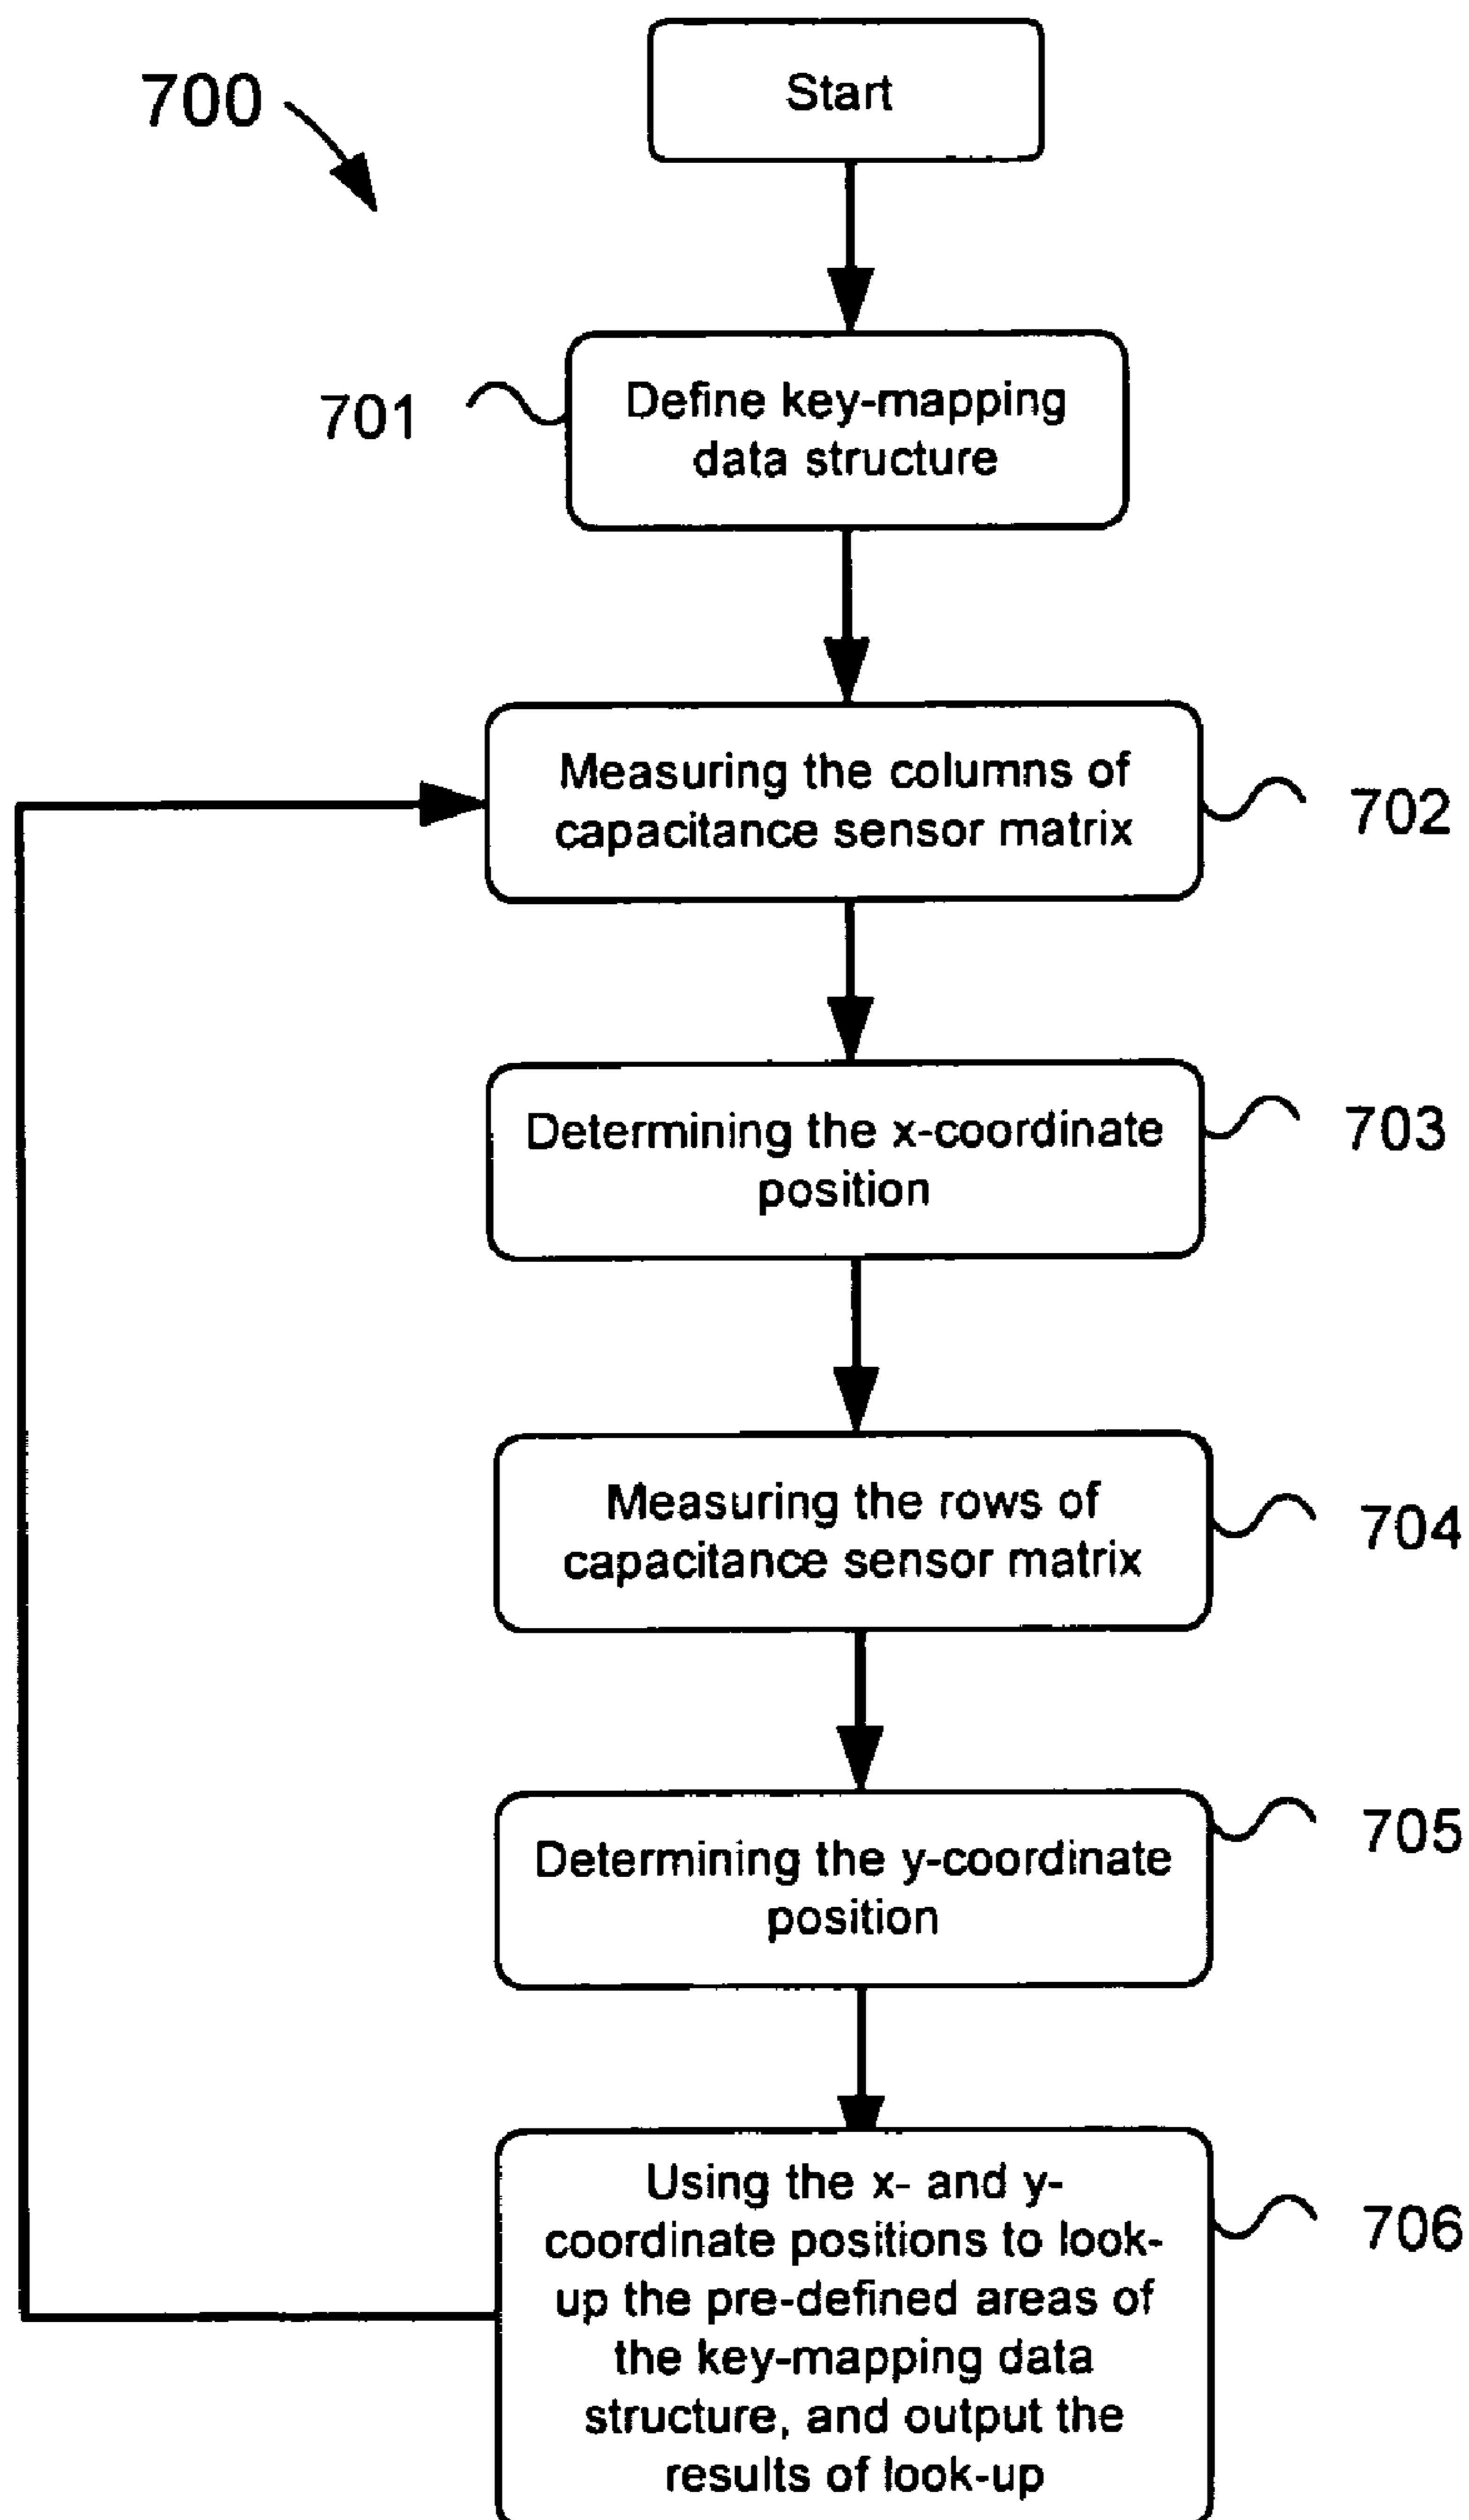 700
Start
701
Define key-mapping
data structure
Measuring the columns of
capacitance sensor matrix
702
Determining the x-coordinate
position
703
Measuring the rows of
capacitance sensor matrix
704
Determining the y-coordinate
position
705
Using the x- and y-
coordinate positions to look-
up the pre-defined areas of
the key-mapping data
structure, and output the
results of look-up
706